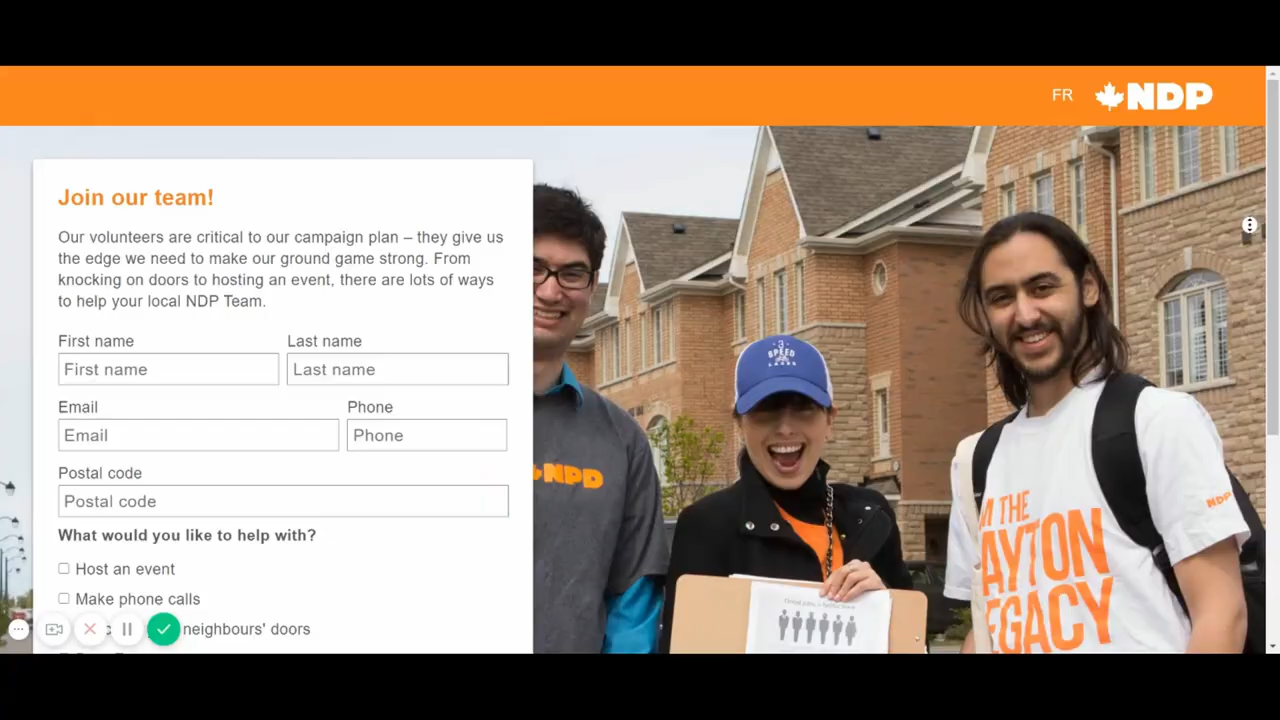 FR
NDP
Join our team!
Our volunteers are critical to our campaign plan – they give us
the edge we need to make our ground game strong. From
knocking on doors to hosting an event, there are lots of ways
to help your local NDP Team.
First name
Last name
First name
Last name
Email
Phone
Email
Phone
Postal code
Postal code
What would you like to help with?
Host an event
Make phone calls
neighbours' doors
NPD
SPEED
I'M THE
LAYTON
LEGACY
NDP